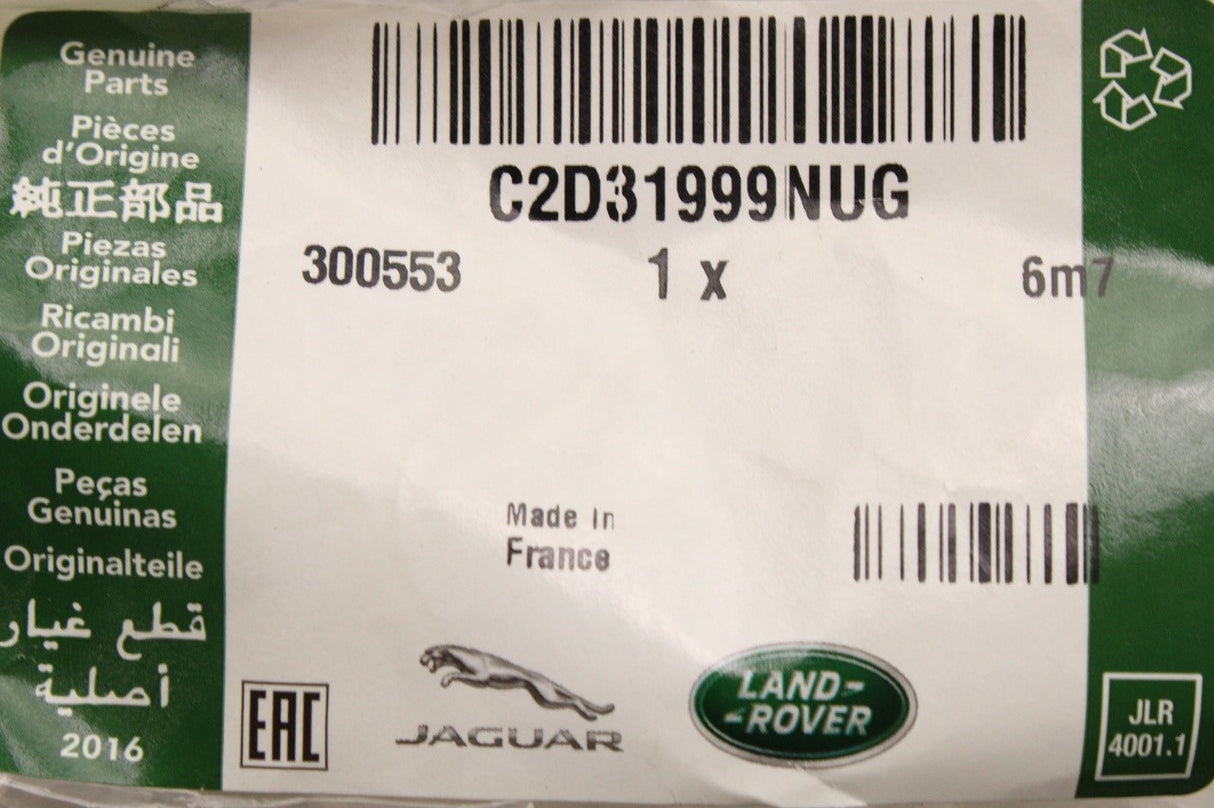 Genuine
Parts
Pièces
d'Origine
純正部品
Piezas
Originales
Ricambi
Originali
Originele
Onderdelen
Peças
Genuinas
Originalteile
قطع غيار
أصلية
2016
C2D31999NUG
300553
1 x
6m7
Made in
France
EAC
JAGUAR
LAND-
-ROVER
JLR
4001.1